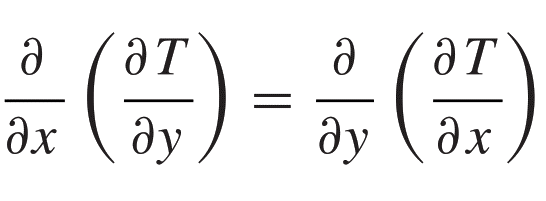 ∂/∂x (∂T/∂y) = ∂/∂y (∂T/∂x)